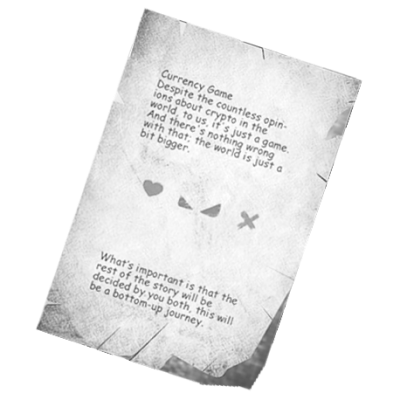 Currency Game
Despite the countless opin-
ions about crypto in the
world, to us, it's just a game.
And there's nothing wrong
with that; the world is just a
bit bigger.
What's important is that the
rest of the story will be
decided by you both, this will
be a bottom-up journey.